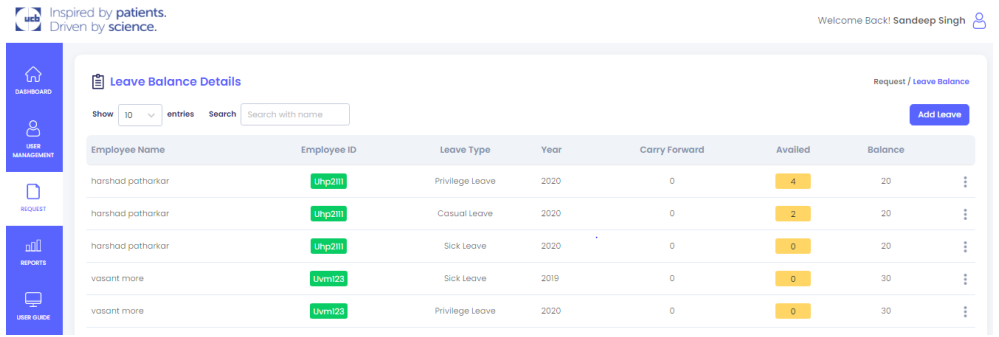 ucb Inspired by patients.
Driven by science.
Welcome Back! Sandeep Singh
DASHBOARD
USER
MANAGEMENT
REQUEST
REPORTS
USER GUIDE
Leave Balance Details
Request / Leave Balance
Show 10 entries Search Search with name
Add Leave
Employee Name Employee ID Leave Type Year Carry Forward Availed Balance
harshad patharkar Uhp2111 Privilege Leave 2020 0 4 20
harshad patharkar Uhp2111 Casual Leave 2020 0 2 20
harshad patharkar Uhp2111 Sick Leave 2020 0 0 20
vasant more Uvm123 Sick Leave 2019 0 0 30
vasant more Uvm123 Privilege Leave 2020 0 0 30